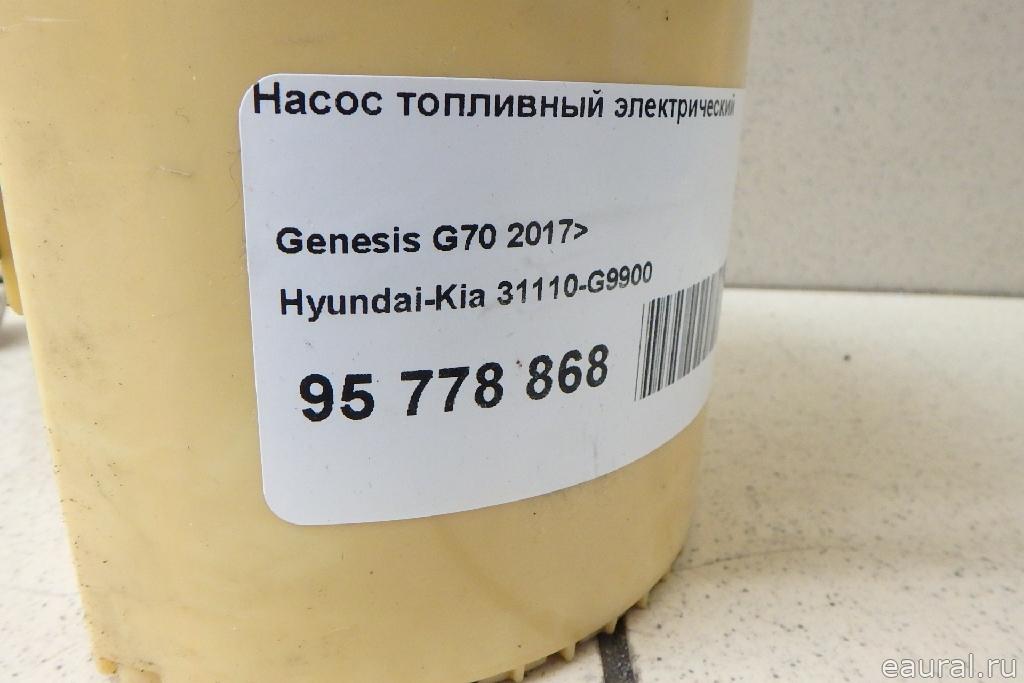 Насос топливный электрический
Genesis G70 2017>
Hyundai-Kia 31110-G9900
95 778 868
eaural.ru